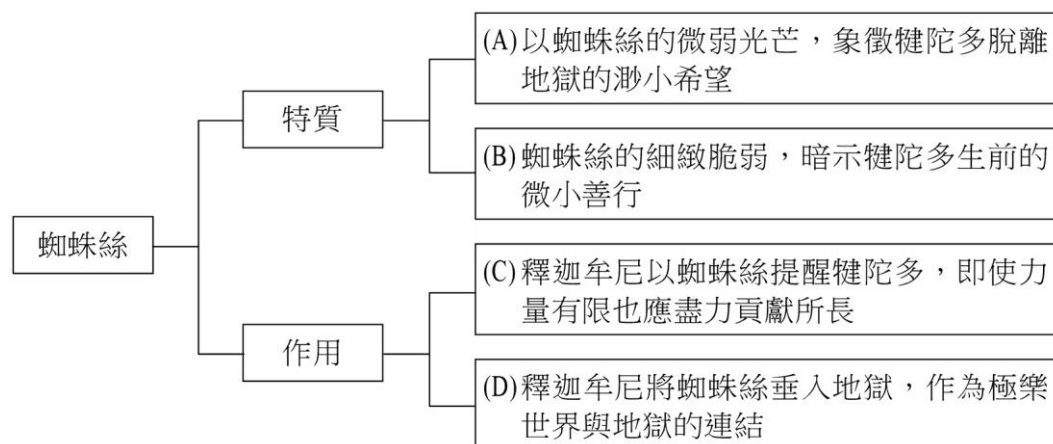 (A)以蜘蛛絲的微弱光芒，象徵犍陀多脫離
地獄的渺小希望
特質
(B)蜘蛛絲的細緻脆弱，暗示犍陀多生前的
微小善行
蜘蛛絲
(C)釋迦牟尼以蜘蛛絲提醒犍陀多，即使力
量有限也應盡力貢獻所長
作用
(D)釋迦牟尼將蜘蛛絲垂入地獄，作為極樂
世界與地獄的連結